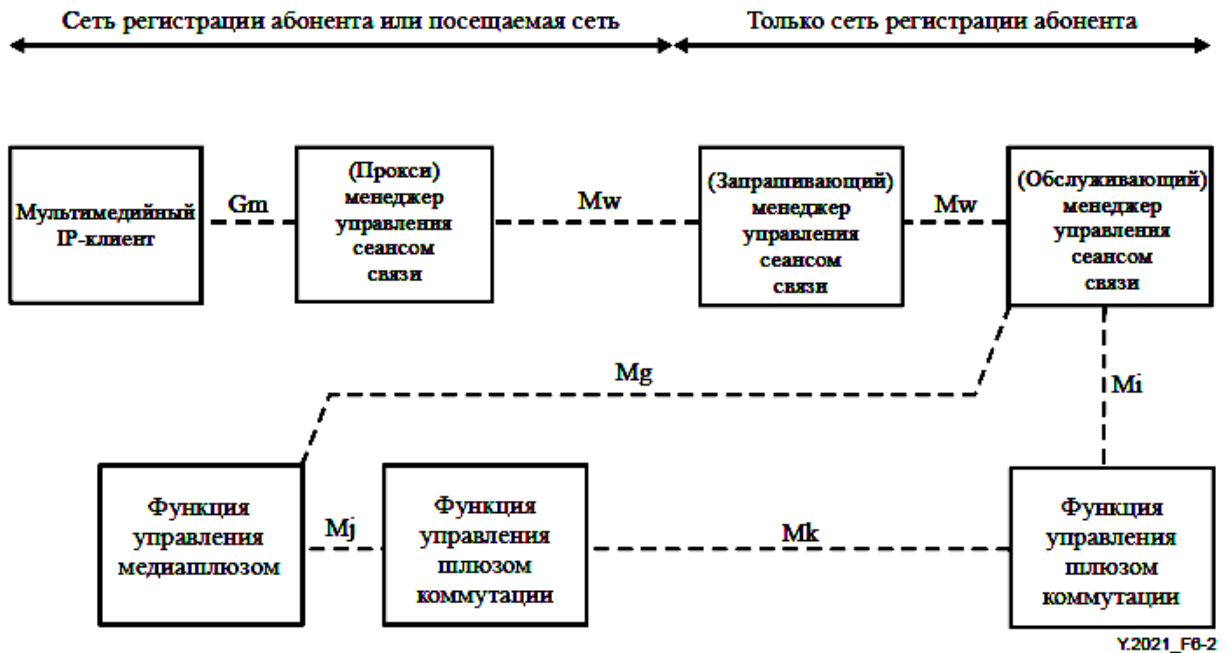 Сеть регистрации абонента или посещаемая сеть
Только сеть регистрации абонента
Мультимедийный
IP-клиент
Gm
(Прокси)
менеджер
управления
сеансом
связи
Mw
(Запрашивающий)
менеджер
управления
сеансом
связи
Mw
(Обслуживающий)
менеджер
управления
сеансом
связи
Mg
Mi
Функция
управления
медиашлюзом
Mj
Функция
управления
шлюзом
коммутации
Mk
Функция
управления
шлюзом
коммутации
Y.2021_F6-2